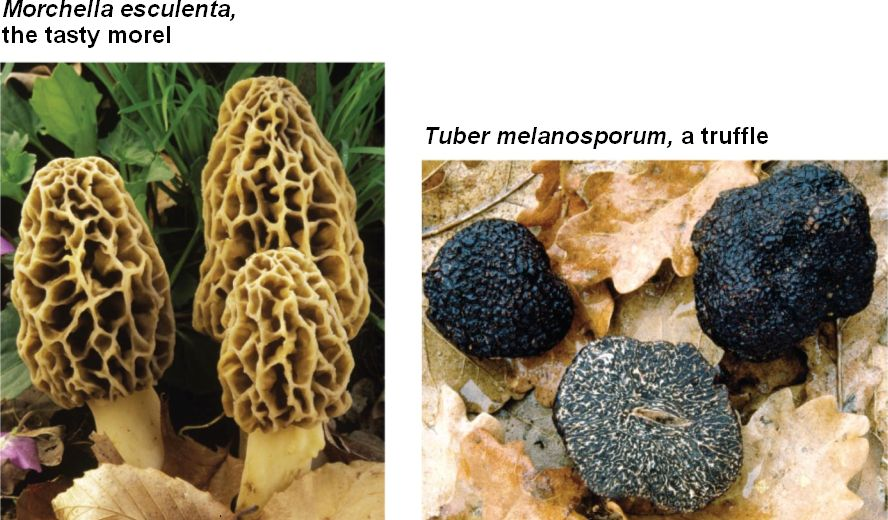 Morchella esculenta,
the tasty morel
Tuber melanosporum, a truffle